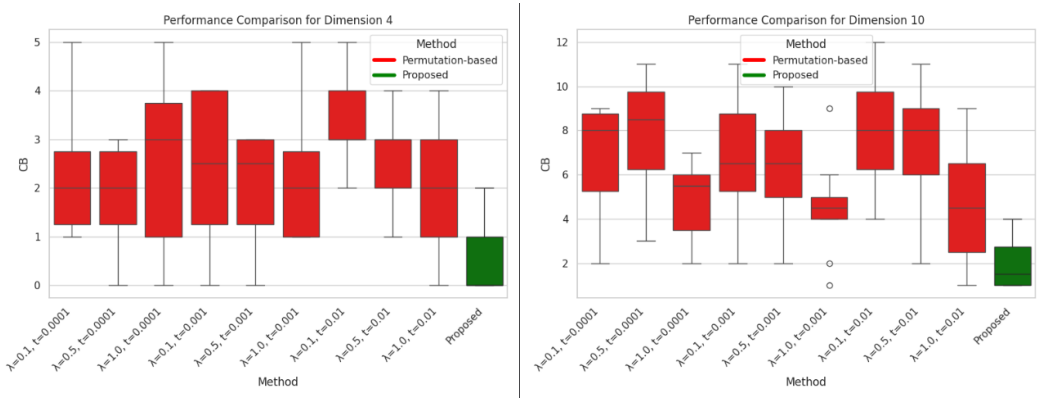 Performance Comparison for Dimension 4
5
4
3
2
1
0
CB
Method
Permutation-based
Proposed
λ=0.1, t=0.0001
λ=0.5, t=0.0001
λ=1.0, t=0.0001
λ=0.1, t=0.001
λ=0.5, t=0.001
λ=1.0, t=0.001
λ=0.1, t=0.01
λ=0.5, t=0.01
λ=1.0, t=0.01
Proposed
Method
Performance Comparison for Dimension 10
12
10
8
6
4
2
CB
Method
Permutation-based
Proposed
λ=0.1, t=0.0001
λ=0.5, t=0.0001
λ=1.0, t=0.0001
λ=0.1, t=0.001
λ=0.5, t=0.001
λ=1.0, t=0.001
λ=0.1, t=0.01
λ=0.5, t=0.01
λ=1.0, t=0.01
Proposed
Method